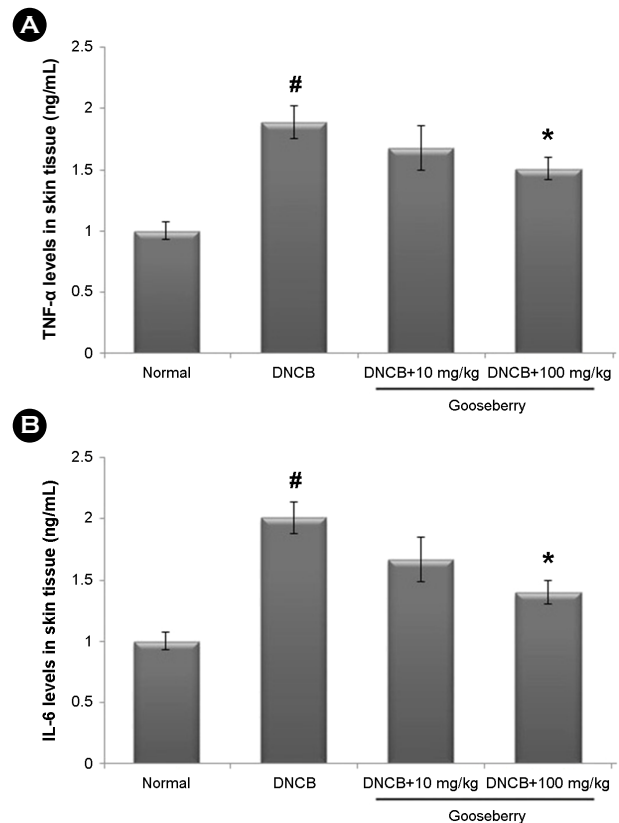 A
TNF-α levels in skin tissue (ng/mL)
2.5
2
1.5
1
0.5
0
#
*
Normal DNCB DNCB+10 mg/kg DNCB+100 mg/kg
Gooseberry
B
IL-6 levels in skin tissue (ng/mL)
2.5
2
1.5
1
0.5
0
#
*
Normal DNCB DNCB+10 mg/kg DNCB+100 mg/kg
Gooseberry